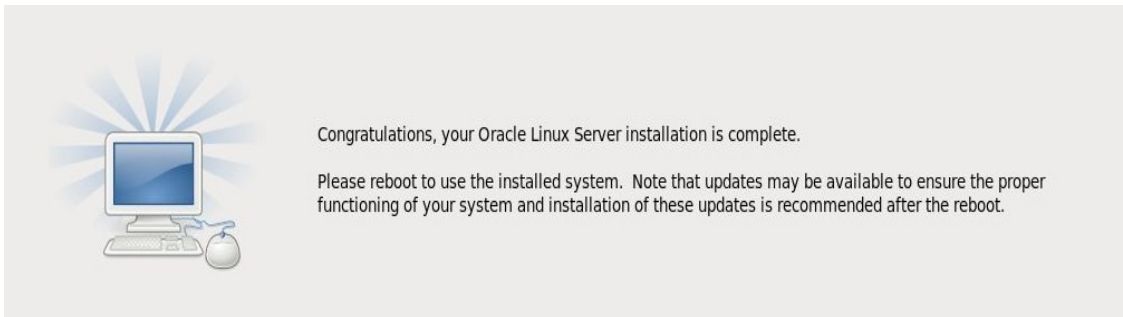 Congratulations, your Oracle Linux Server installation is complete.
Please reboot to use the installed system.  Note that updates may be available to ensure the proper
functioning of your system and installation of these updates is recommended after the reboot.